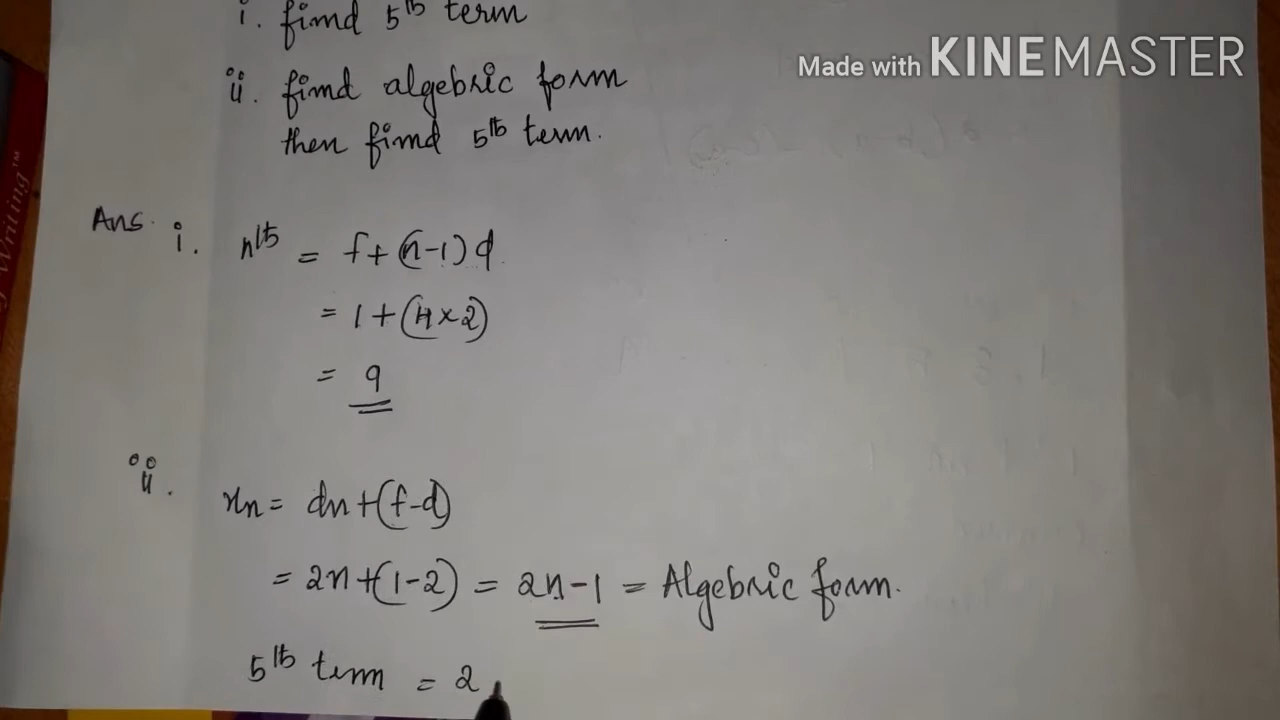 i. find 5th term
Made with KINEMASTER
ii. find algebric form
then find 5th term.
Ans.
i. nth = f+(n-1)d
= 1+(4×2)
= 9
ii. xn = dn+(f-d)
= 2n+(1-2) = 2n-1 = Algebric form.
5th term = 2
Writing™